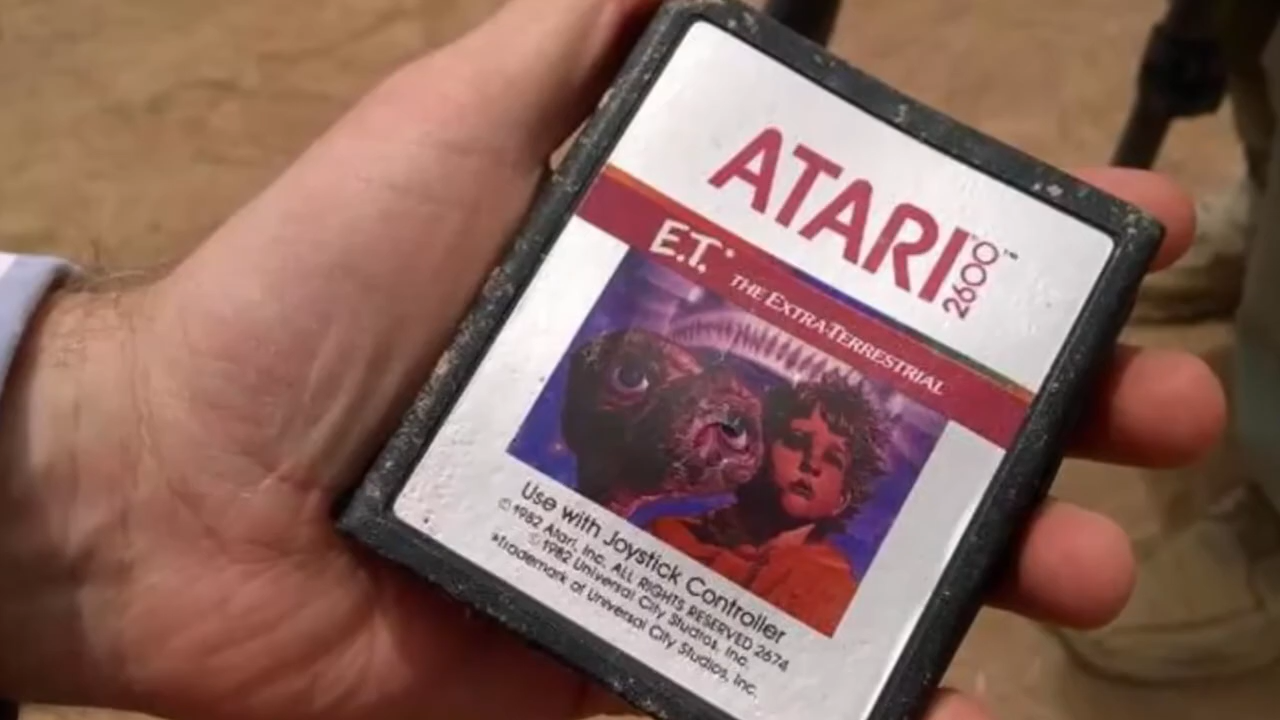 ATARI 2600™
E.T.* THE EXTRA-TERRESTRIAL
Use with Joystick Controller
© 1982 Atari, Inc. ALL RIGHTS RESERVED 2674
© 1982 Universal City Studios, Inc.
*Trademark of Universal City Studios, Inc.